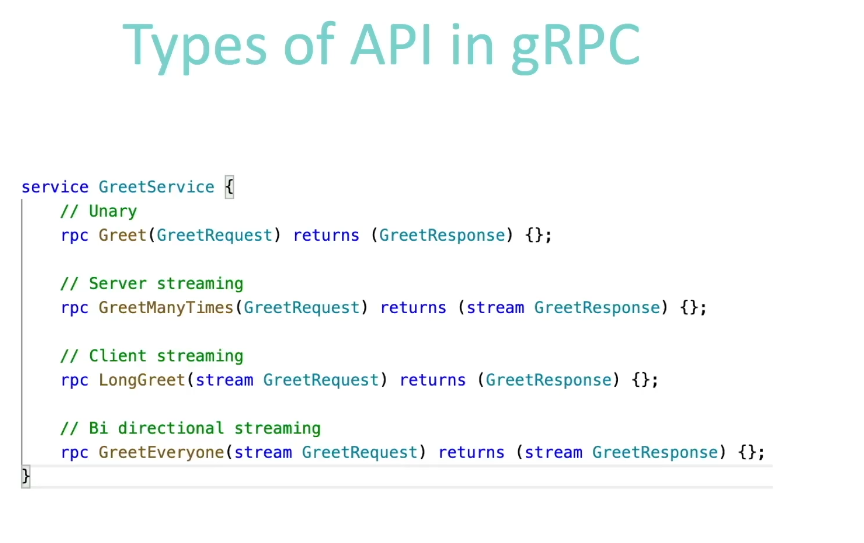 Types of API in gRPC
service GreetService {
// Unary
rpc Greet(GreetRequest) returns (GreetResponse) {};
// Server streaming
rpc GreetManyTimes(GreetRequest) returns (stream GreetResponse) {};
// Client streaming
rpc LongGreet(stream GreetRequest) returns (GreetResponse) {};
// Bi directional streaming
rpc GreetEveryone(stream GreetRequest) returns (stream GreetResponse) {};
}